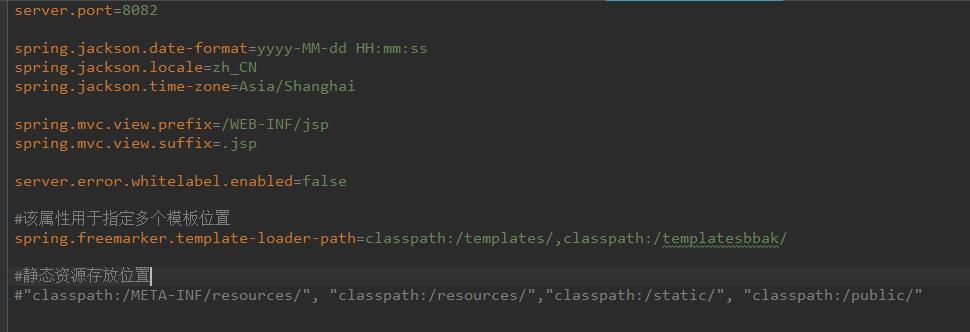 server.port=8082
spring.jackson.date-format=yyyy-MM-dd HH:mm:ss
spring.jackson.locale=zh_CN
spring.jackson.time-zone=Asia/Shanghai
spring.mvc.view.prefix=/WEB-INF/jsp
spring.mvc.view.suffix=.jsp
server.error.whitelabel.enabled=false
#该属性用于指定多个模板位置
spring.freemarker.template-loader-path=classpath:/templates/,classpath:/templatesbbak/
#静态资源存放位置
#"classpath:/META-INF/resources/", "classpath:/resources/","classpath:/static/", "classpath:/public/"